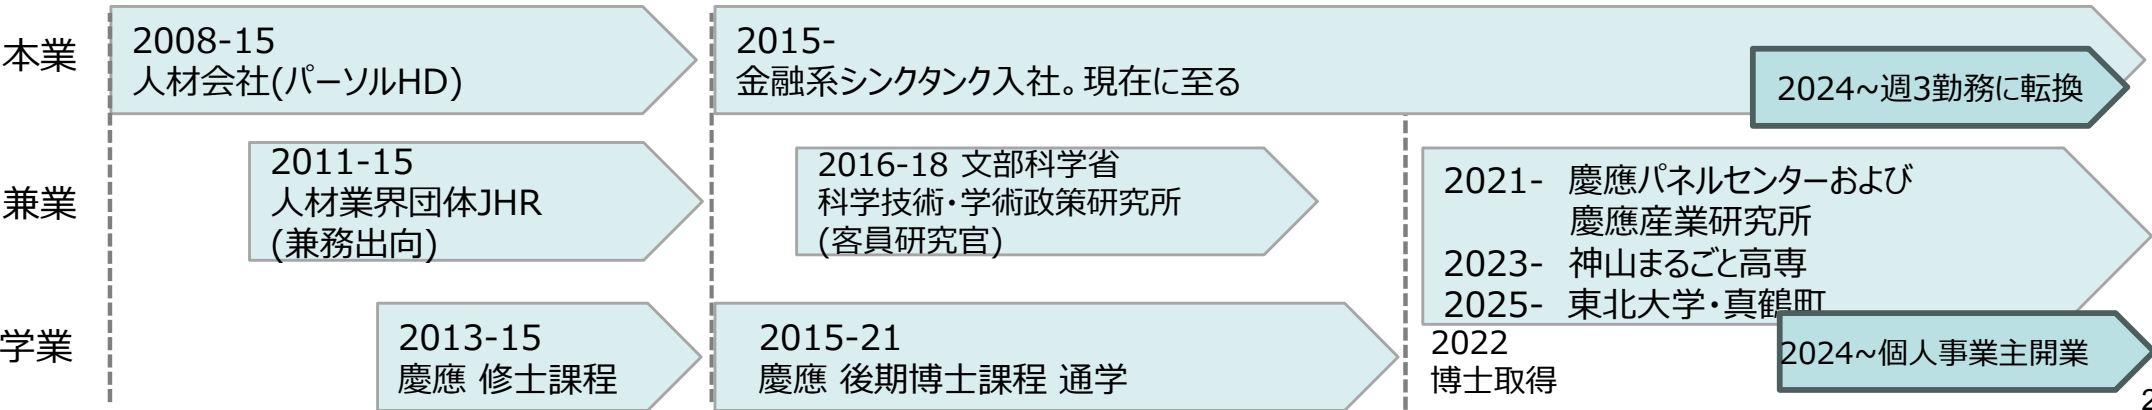 本業
2008-15
人材会社(パーソルHD)
2015-
金融系シンクタンク入社。現在に至る
2024~週3勤務に転換
兼業
2011-15
人材業界団体JHR
(兼務出向)
2016-18 文部科学省
科学技術・学術政策研究所
(客員研究官)
2021- 慶應パネルセンターおよび
慶應産業研究所
2023- 神山まるごと高専
2025- 東北大学・真鶴町
学業
2013-15
慶應 修士課程
2015-21
慶應 後期博士課程 通学
2022
博士取得
2024~個人事業主開業
2